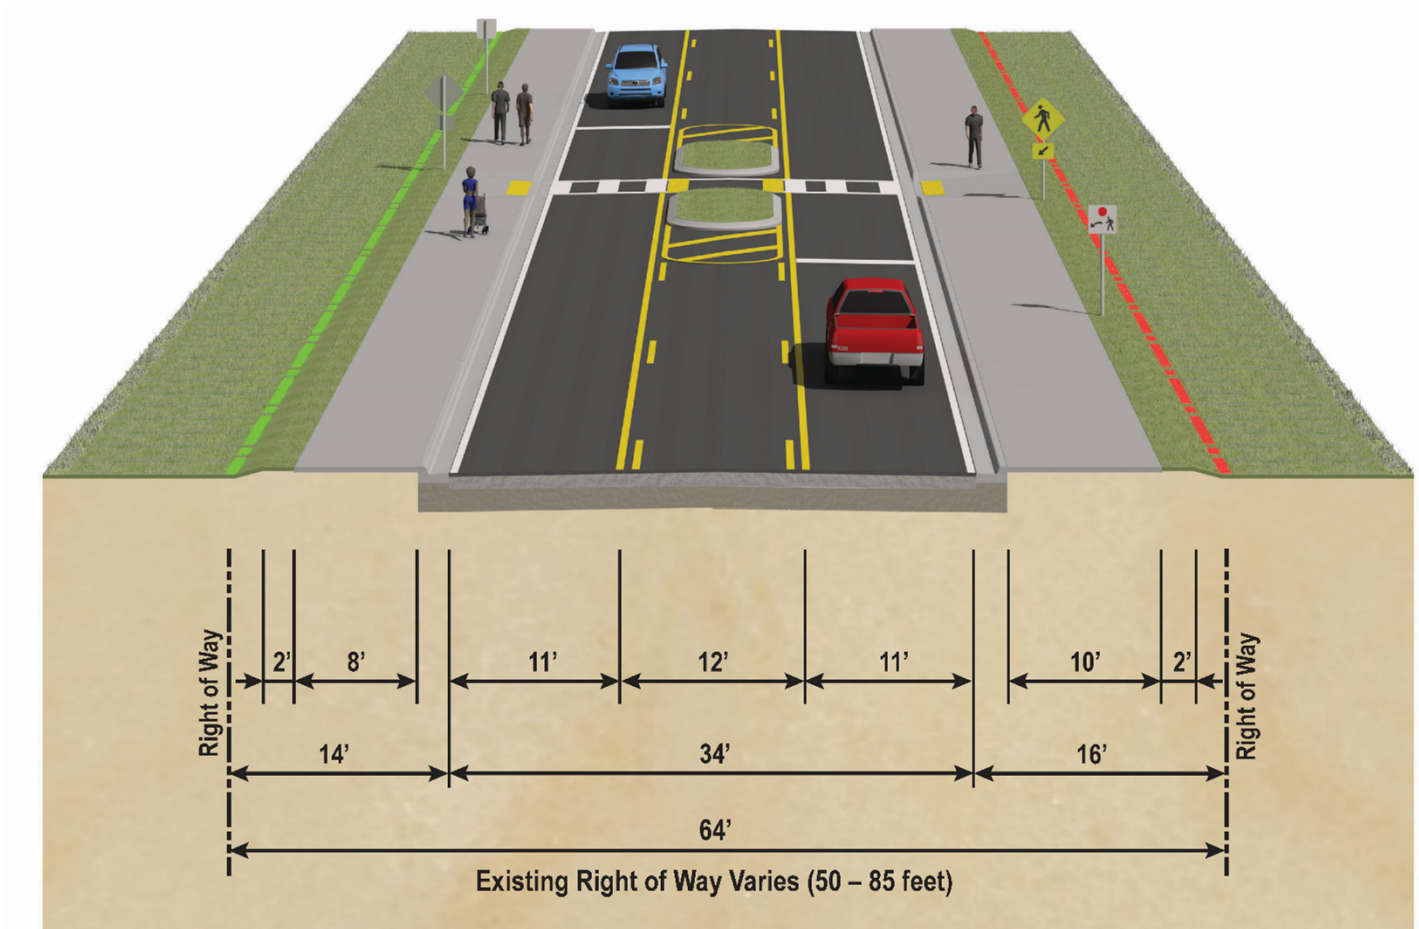 2’ 8’ 11’ 12’ 11’ 10’ 2’
Right of Way
Right of Way
14’ 34’ 16’
64’
Existing Right of Way Varies (50 – 85 feet)